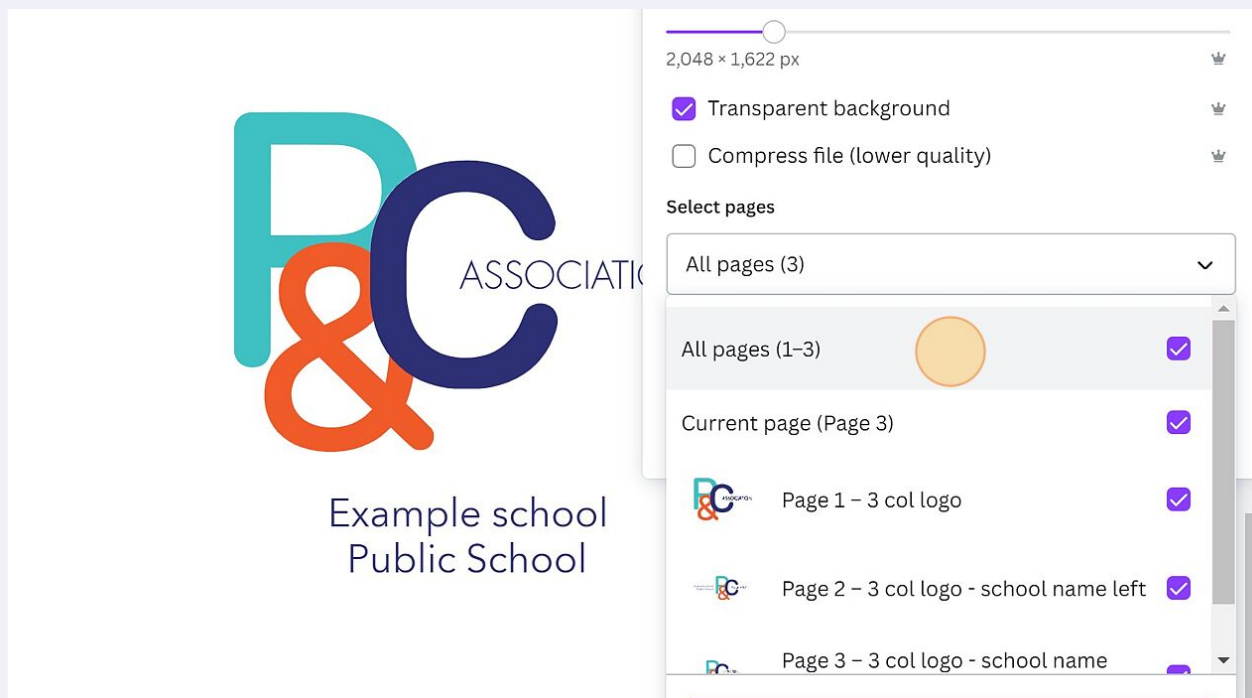 P&C
ASSOCIATIO
Example school
Public School
2,048 × 1,622 px
Transparent background
Compress file (lower quality)
Select pages
All pages (3)
All pages (1–3)
Current page (Page 3)
Page 1 – 3 col logo
Page 2 – 3 col logo - school name left
Page 3 – 3 col logo - school name